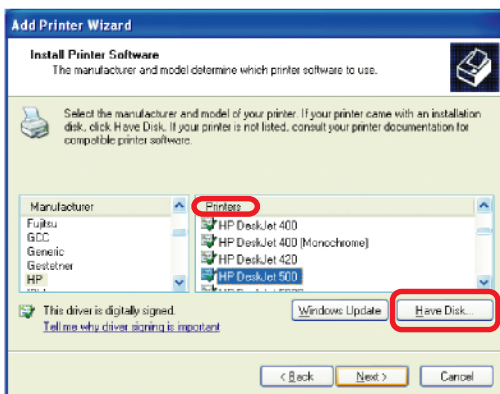 Add Printer Wizard
Install Printer Software
The manufacturer and model determine which printer software to use.
Select the manufacturer and model of your printer. If your printer came with an installation
disk, click Have Disk. If your printer is not listed, consult your printer documentation for
compatible printer software.
Manufacturer
Fujitsu
GCC
Generic
Gestetner
HP
Printers
HP DeskJet 400
HP DeskJet 400 (Monochrome)
HP DeskJet 420
HP DeskJet 500
This driver is digitally signed.
Tell me why driver signing is important
Windows Update
Have Disk...
< Back
Next >
Cancel